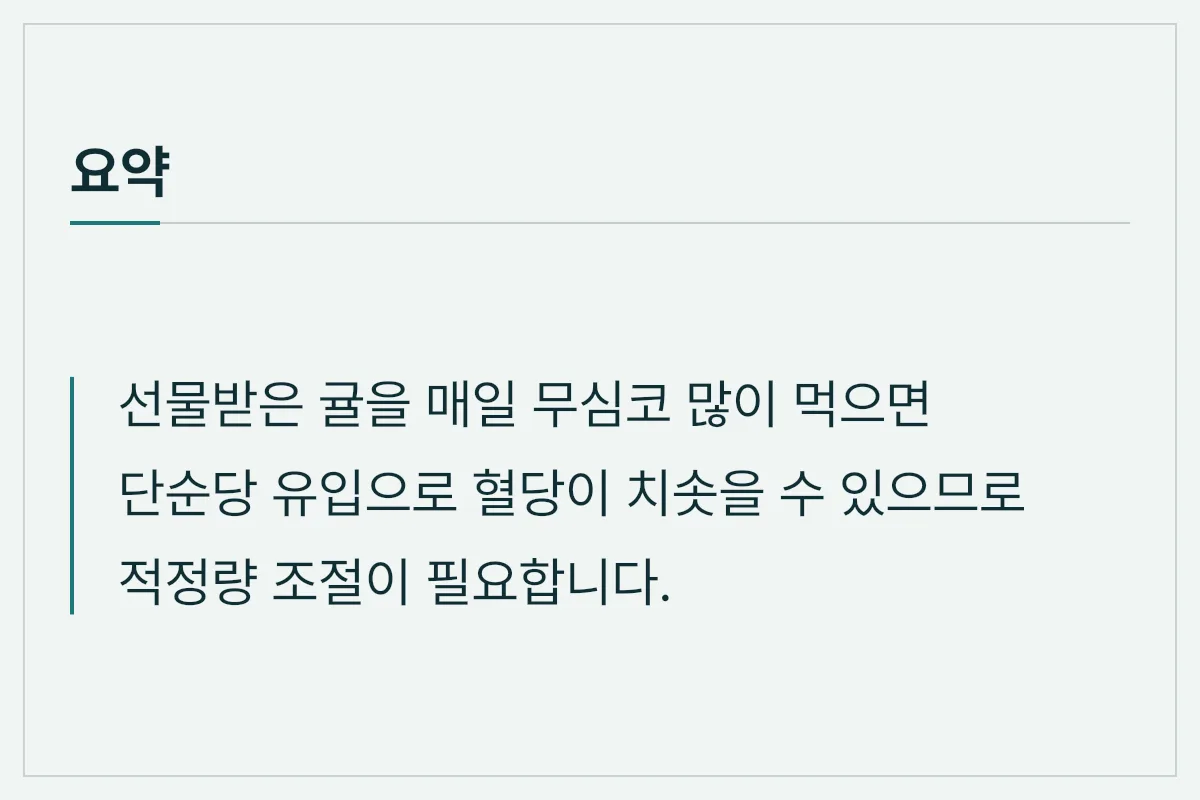 요약
선물받은 귤을 매일 무심코 많이 먹으면
단순당 유입으로 혈당이 치솟을 수 있으므로
적정량 조절이 필요합니다.